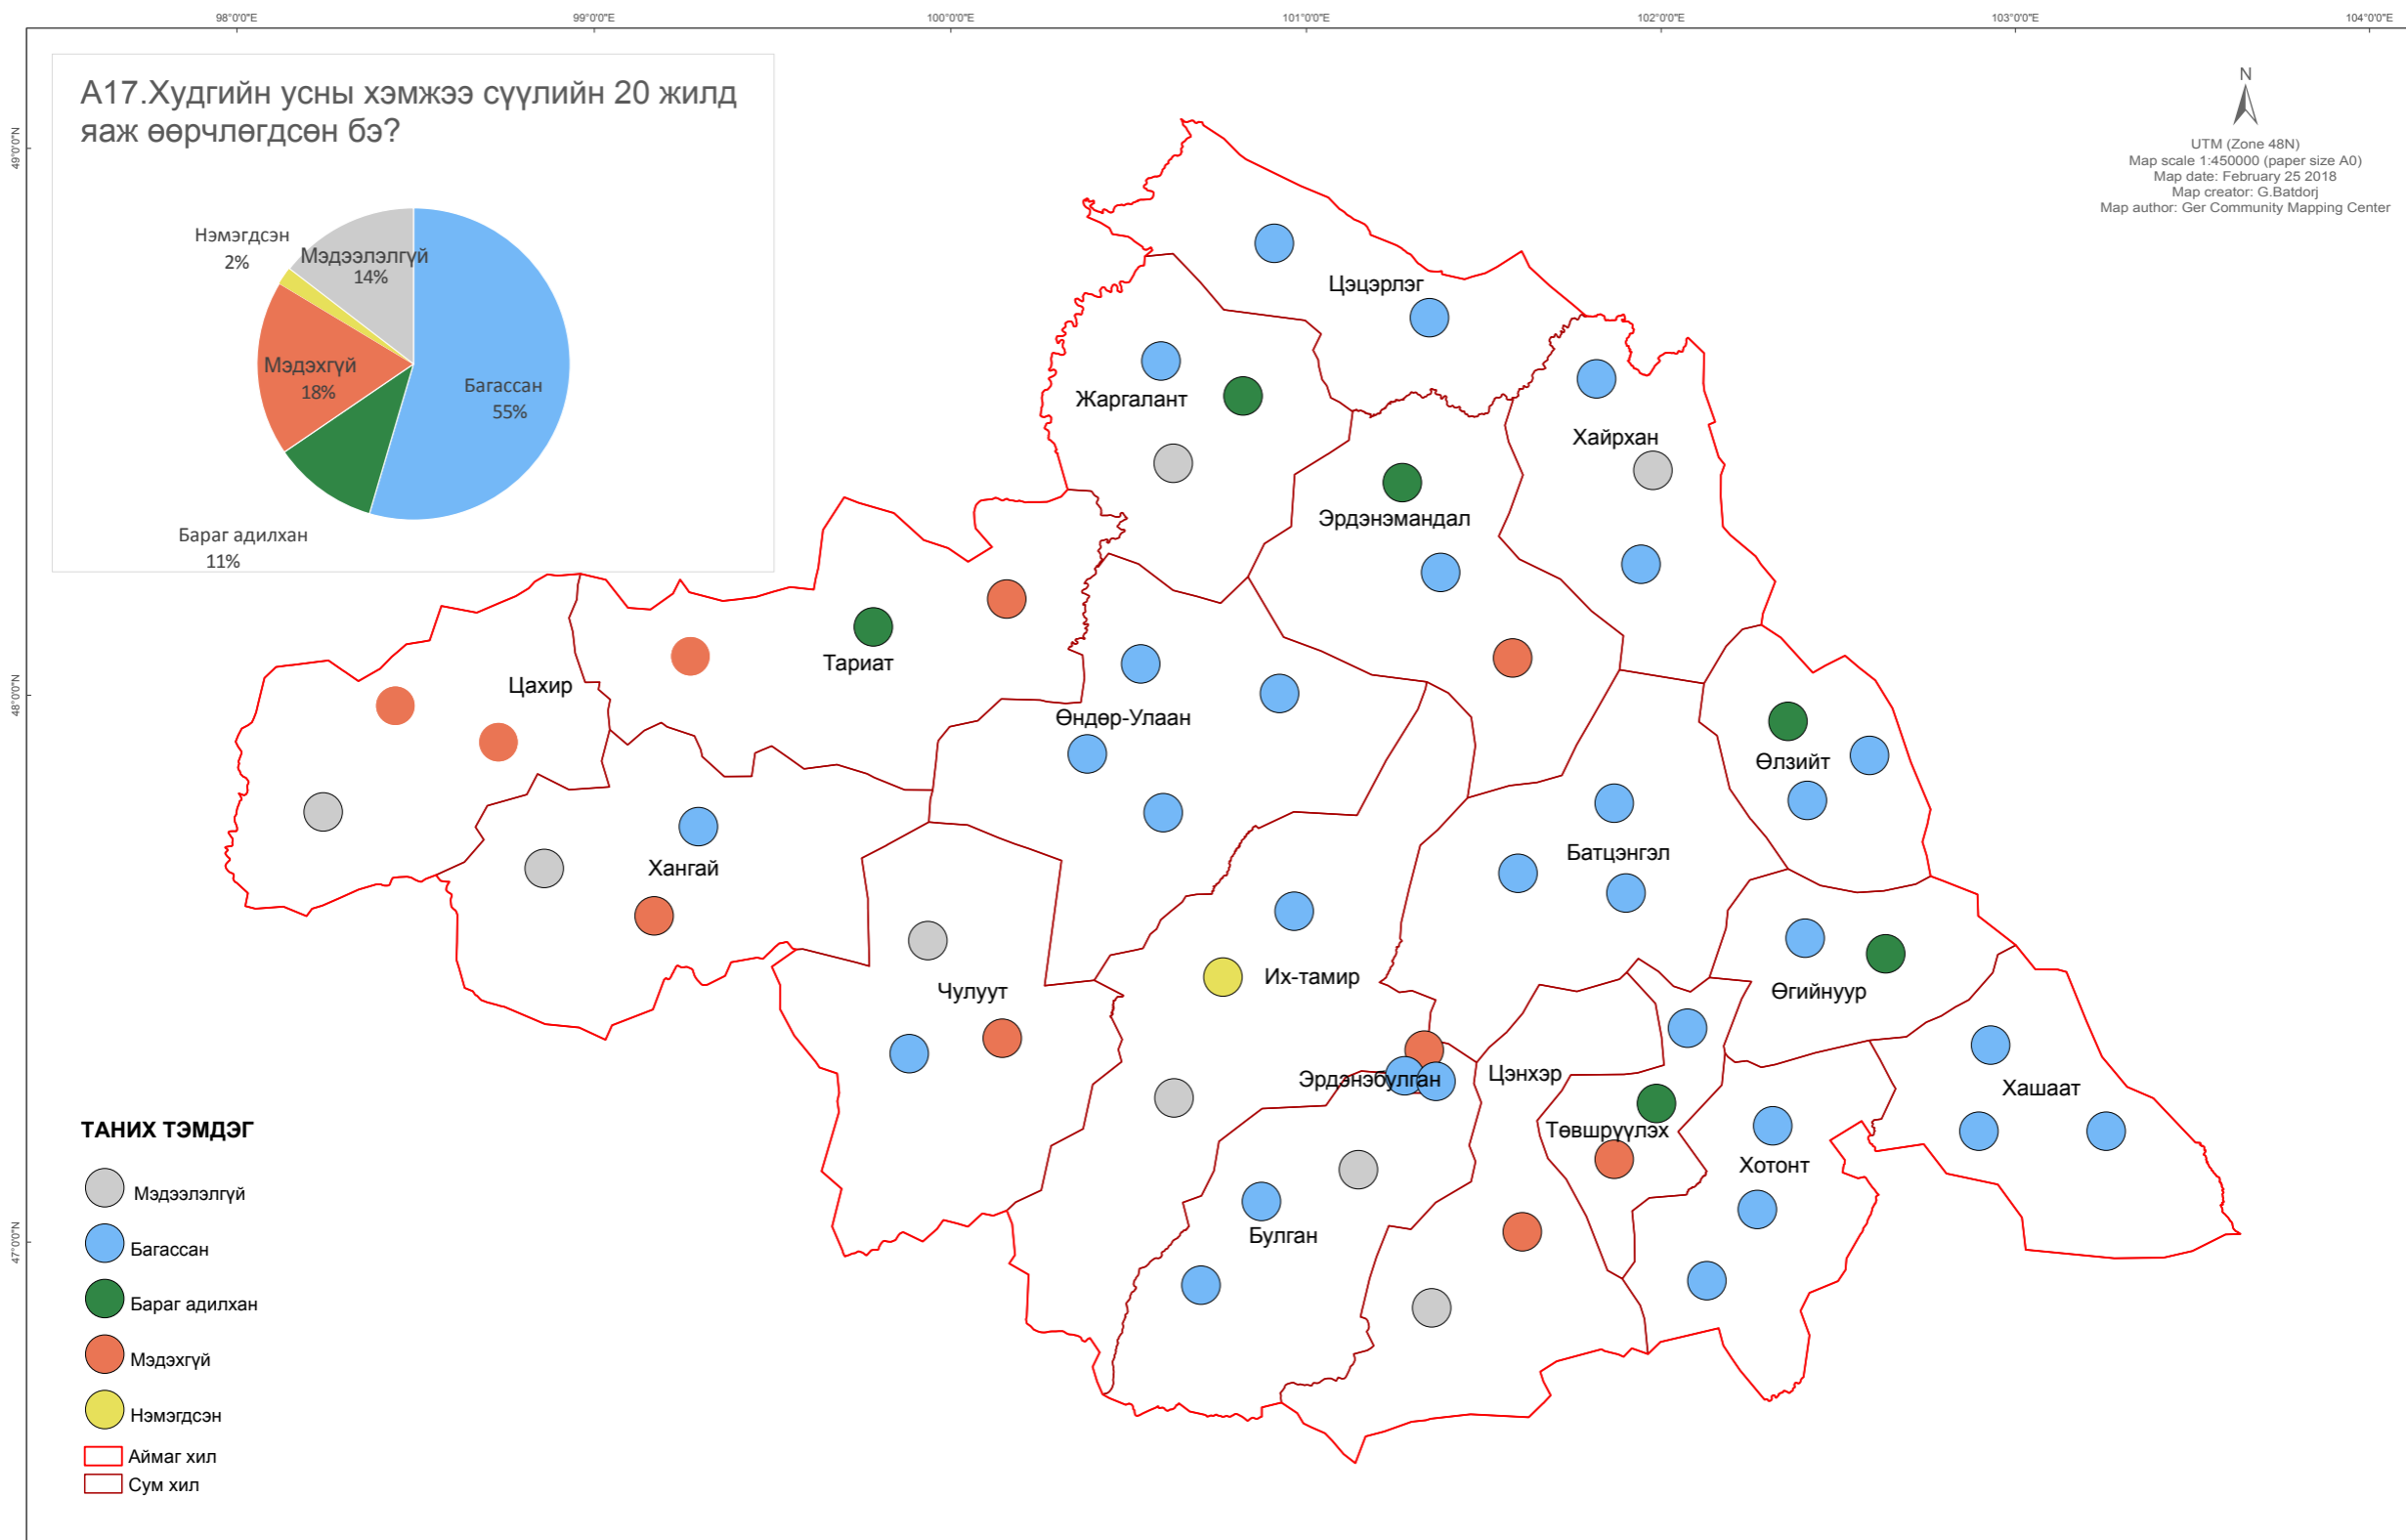 98°0'0"E
99°0'0"E
100°0'0"E
101°0'0"E
102°0'0"E
103°0'0"E
104°0'0"E
49°0'0"N
48°0'0"N
47°0'0"N
А17.Худгийн усны хэмжээ сүүлийн 20 жилд
яаж өөрчлөгдсөн бэ?
Нэмэгдсэн
2%
Мэдээлэлгүй
14%
Мэдэхгүй
18%
Багассан
55%
Бараг адилхан
11%
N
UTM (Zone 48N)
Map scale 1:450000 (paper size A0)
Map date: February 25 2018
Map creator: G.Batdorj
Map author: Ger Community Mapping Center
Цэцэрлэг
Жаргалант
Хайрхан
Эрдэнэмандал
Тариат
Цахир
Өндөр-Улаан
Өлзийт
Батцэнгэл
Хангай
Чулуут
Их-тамир
Өгийнуур
Эрдэнэбулган
Цэнхэр
Хашаат
Төвшрүүлэх
Хотонт
Булган
ТАНИХ ТЭМДЭГ
Мэдээлэлгүй
Багассан
Бараг адилхан
Мэдэхгүй
Нэмэгдсэн
Аймаг хил
Сум хил